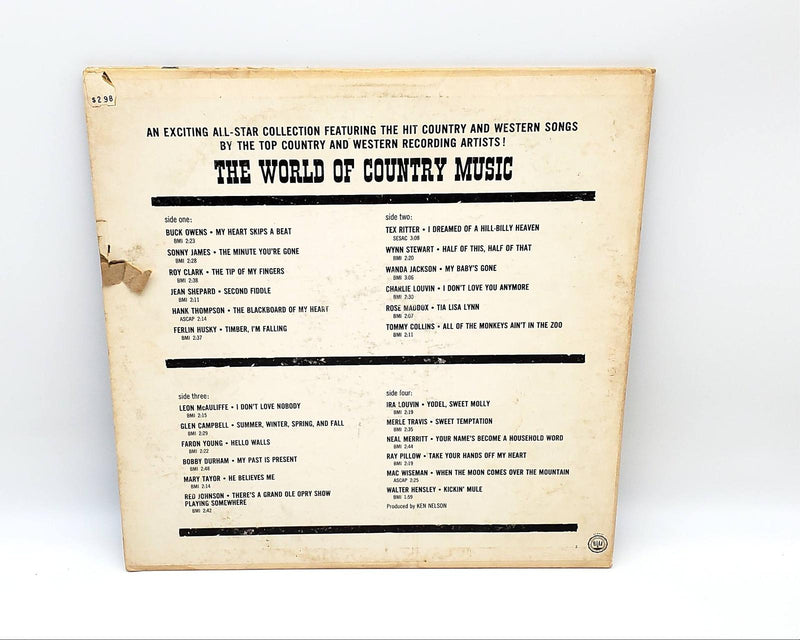 $2.98
AN EXCITING ALL-STAR COLLECTION FEATURING THE HIT COUNTRY AND WESTERN SONGS
BY THE TOP COUNTRY AND WESTERN RECORDING ARTISTS!
THE WORLD OF COUNTRY MUSIC
side one:
BUCK OWENS • MY HEART SKIPS A BEAT
BMI 2:23
SONNY JAMES • THE MINUTE YOU'RE GONE
BMI 2:28
ROY CLARK • THE TIP OF MY FINGERS
BMI 2:38
JEAN SHEPARD • SECOND FIDDLE
BMI 2:11
HANK THOMPSON • THE BLACKBOARD OF MY HEART
ASCAP 2:14
FERLIN HUSKY • TIMBER, I'M FALLING
BMI 2:37
side two:
TEX RITTER • I DREAMED OF A HILL-BILLY HEAVEN
SESAC 3:08
WYNN STEWART • HALF OF THIS, HALF OF THAT
BMI 2:20
WANDA JACKSON • MY BABY'S GONE
BMI 3:06
CHARLIE LOUVIN • I DON'T LOVE YOU ANYMORE
BMI 2:30
ROSE MADDOX • TIA LISA LYNN
BMI 2:07
TOMMY COLLINS • ALL OF THE MONKEYS AIN'T IN THE ZOO
BMI 2:11
side three:
LEON McAULIFFE • I DON'T LOVE NOBODY
BMI 2:15
GLEN CAMPBELL • SUMMER, WINTER, SPRING, AND FALL
BMI 2:29
FARON YOUNG • HELLO WALLS
BMI 2:22
BOBBY DURHAM • MY PAST IS PRESENT
BMI 2:48
MARY TAYOR • HE BELIEVES ME
BMI 2:14
RED JOHNSON • THERE'S A GRAND OLE OPRY SHOW
PLAYING SOMEWHERE
BMI 2:42
side four:
IRA LOUVIN • YODEL, SWEET MOLLY
BMI 2:19
MERLE TRAVIS • SWEET TEMPTATION
BMI 2:35
NEAL MERRITT • YOUR NAME'S BECOME A HOUSEHOLD WORD
BMI 2:44
RAY PILLOW • TAKE YOUR HANDS OFF MY HEART
BMI 2:19
MAC WISEMAN • WHEN THE MOON COMES OVER THE MOUNTAIN
ASCAP 2:25
WALTER HENSLEY • KICKIN' MULE
BMI 1:59
Produced by KEN NELSON